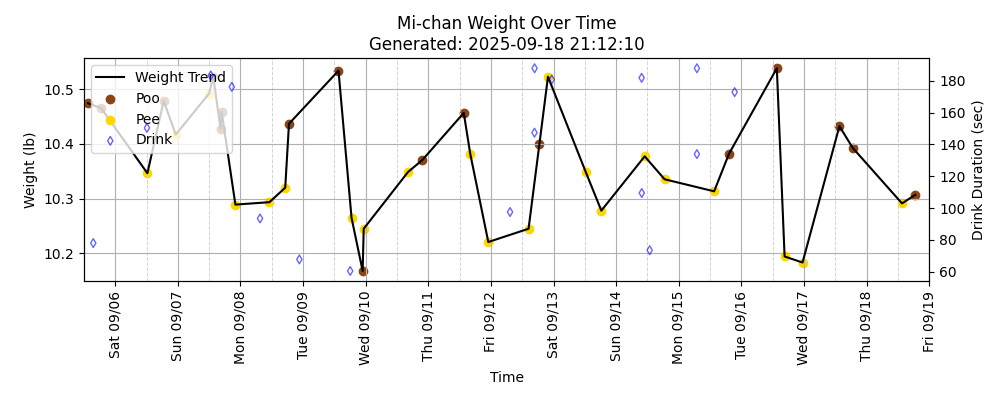 Mi-chan Weight Over Time
Generated: 2025-09-18 21:12:10
Weight Trend
Poo
Pee
Drink
Weight (lb)
10.5
10.4
10.3
10.2
Drink Duration (sec)
180
160
140
120
100
80
60
Sat 09/06
Sun 09/07
Mon 09/08
Tue 09/09
Wed 09/10
Thu 09/11
Fri 09/12
Sat 09/13
Sun 09/14
Mon 09/15
Tue 09/16
Wed 09/17
Thu 09/18
Fri 09/19
Time